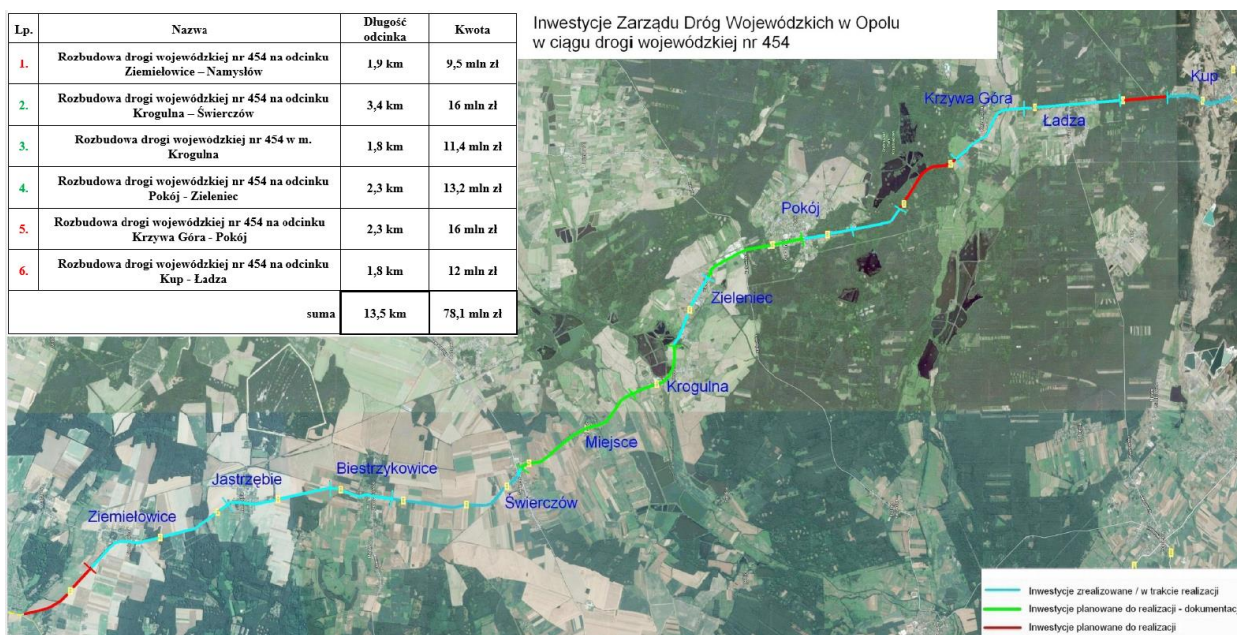 Lp. Nazwa Długość odcinka Kwota
1. Rozbudowa drogi wojewódzkiej nr 454 na odcinku Ziemiełowice – Namysłów 1,9 km 9,5 mln zł
2. Rozbudowa drogi wojewódzkiej nr 454 na odcinku Krogulna – Świerczów 3,4 km 16 mln zł
3. Rozbudowa drogi wojewódzkiej nr 454 w m. Krogulna 1,8 km 11,4 mln zł
4. Rozbudowa drogi wojewódzkiej nr 454 na odcinku Pokój - Zieleniec 2,3 km 13,2 mln zł
5. Rozbudowa drogi wojewódzkiej nr 454 na odcinku Krzywa Góra - Pokój 2,3 km 16 mln zł
6. Rozbudowa drogi wojewódzkiej nr 454 na odcinku Kup - Ładza 1,8 km 12 mln zł
suma 13,5 km 78,1 mln zł
Inwestycje Zarządu Dróg Wojewódzkich w Opolu
w ciągu drogi wojewódzkiej nr 454
Kup
Krzywa Góra
Ładza
Pokój
Zieleniec
Krogulna
Miejsce
Biestrzykowice
Jastrzębie
Świerczów
Ziemiełowice
Inwestycje zrealizowane / w trakcie realizacji
Inwestycje planowane do realizacji - dokumentac
Inwestycje planowane do realizacji